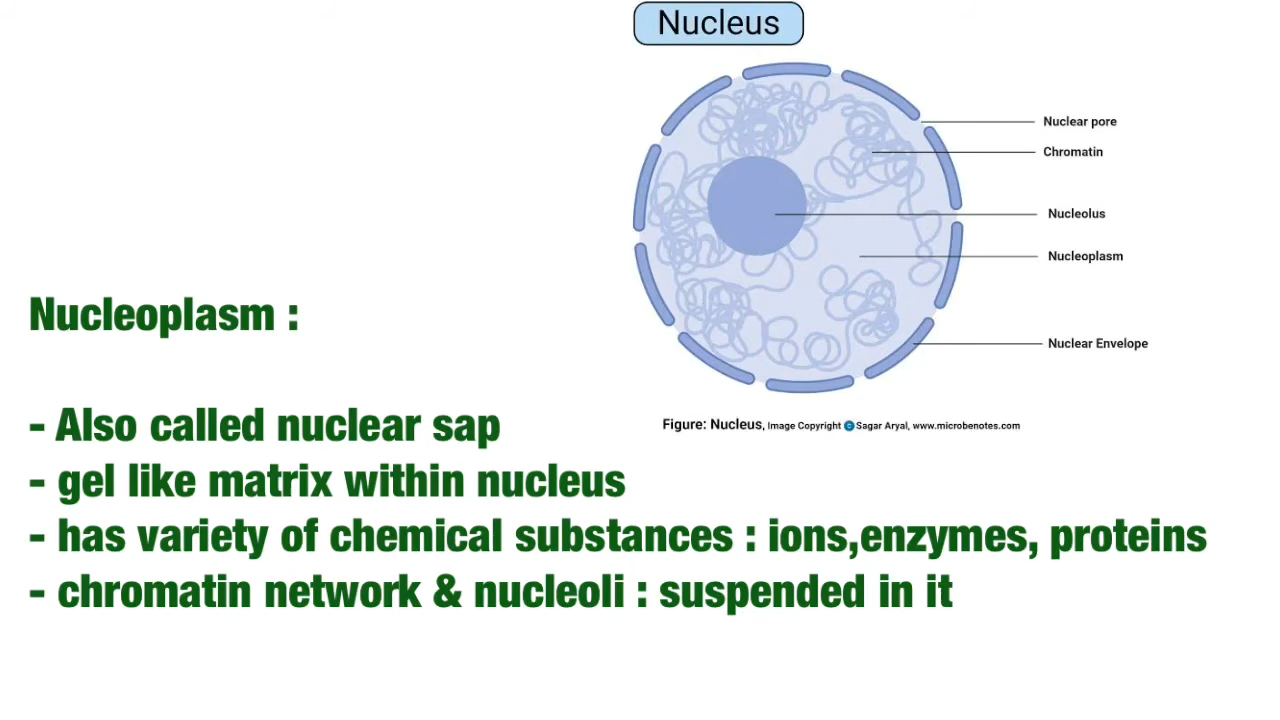 Nucleus
Nuclear pore
Chromatin
Nucleolus
Nucleoplasm
Nuclear Envelope
Figure: Nucleus, Image Copyright © Sagar Aryal, www.microbenotes.com
Nucleoplasm :
- Also called nuclear sap
- gel like matrix within nucleus
- has variety of chemical substances : ions,enzymes, proteins
- chromatin network & nucleoli : suspended in it